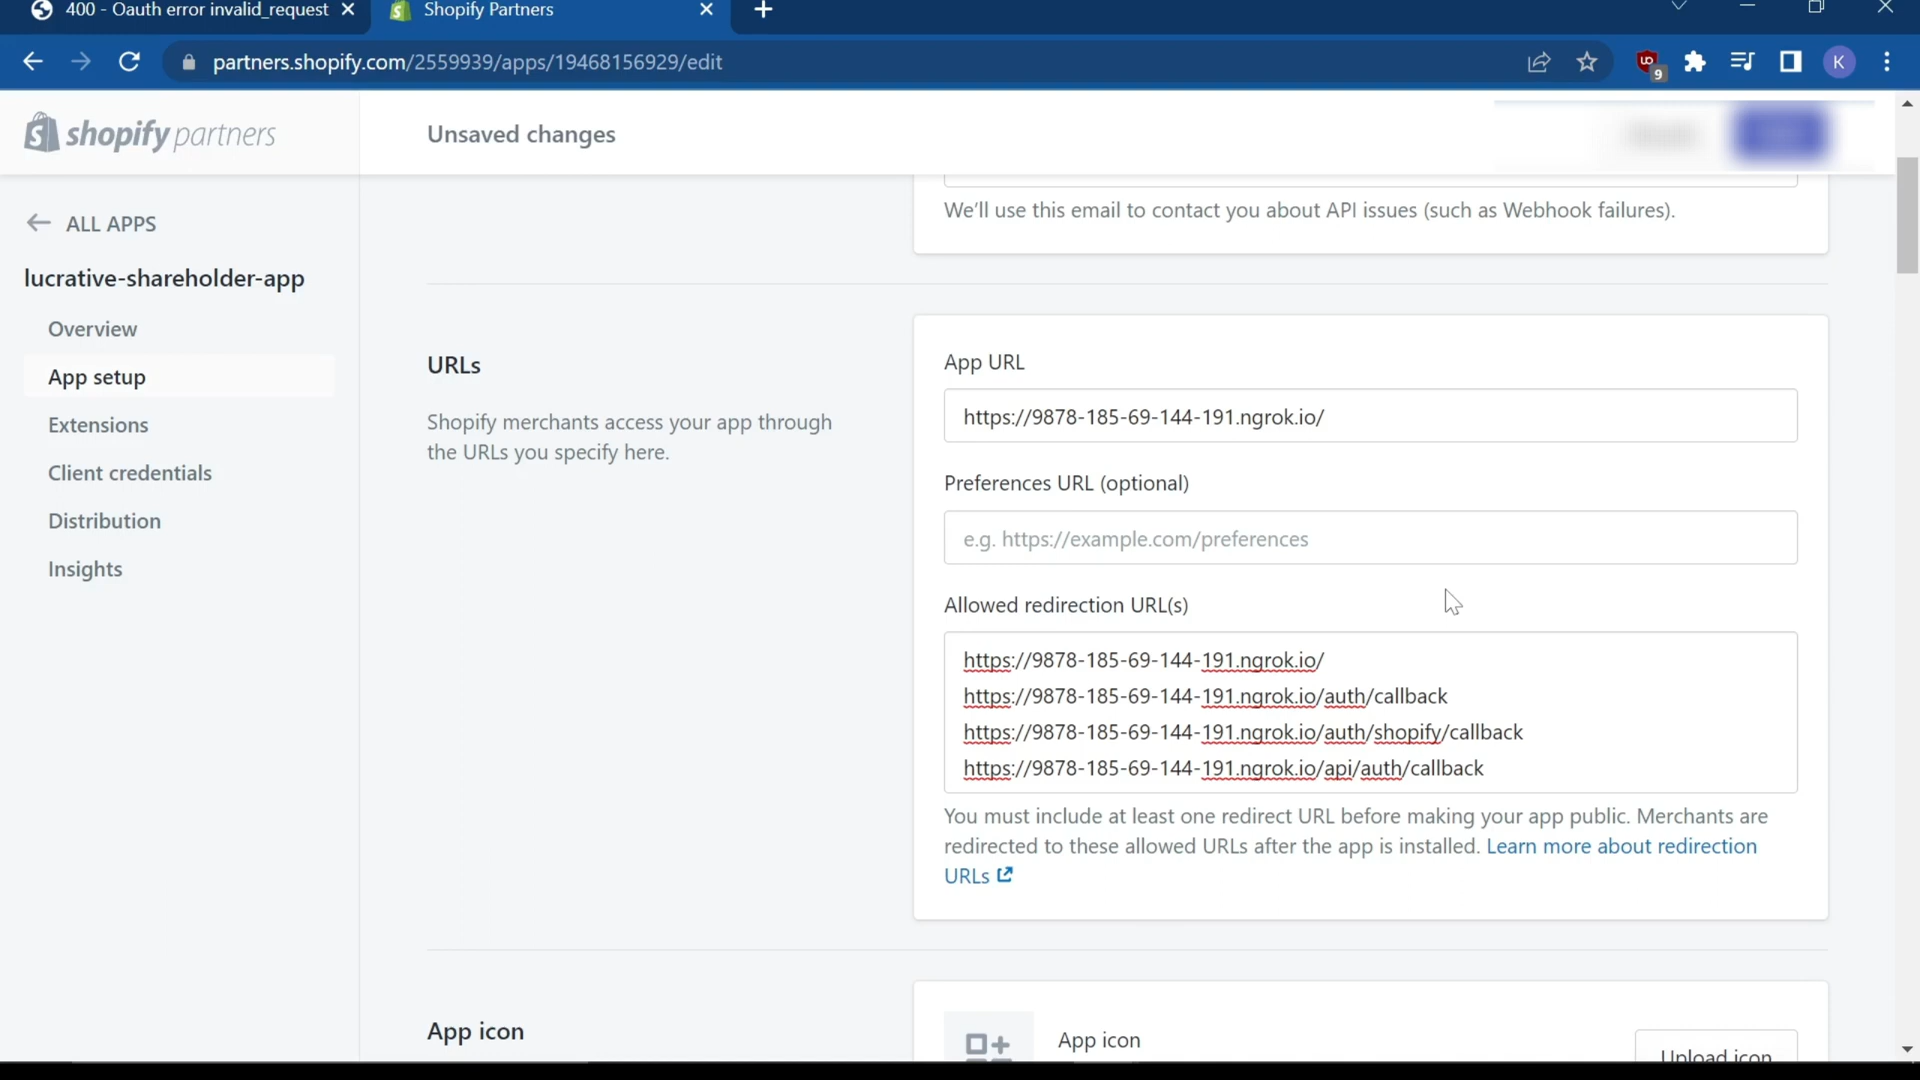 400 - Oauth error invalid_request
Shopify Partners
partners.shopify.com/2559939/apps/19468156929/edit
9
K
shopify partners
Unsaved changes
ALL APPS
lucrative-shareholder-app
Overview
App setup
Extensions
Client credentials
Distribution
Insights
We'll use this email to contact you about API issues (such as Webhook failures).
URLs
Shopify merchants access your app through
the URLs you specify here.
App URL
https://9878-185-69-144-191.ngrok.io/
Preferences URL (optional)
e.g. https://example.com/preferences
Allowed redirection URL(s)
https://9878-185-69-144-191.ngrok.io/
https://9878-185-69-144-191.ngrok.io/auth/callback
https://9878-185-69-144-191.ngrok.io/auth/shopify/callback
https://9878-185-69-144-191.ngrok.io/api/auth/callback
You must include at least one redirect URL before making your app public. Merchants are
redirected to these allowed URLs after the app is installed. Learn more about redirection
URLs
App icon
App icon
Upload icon